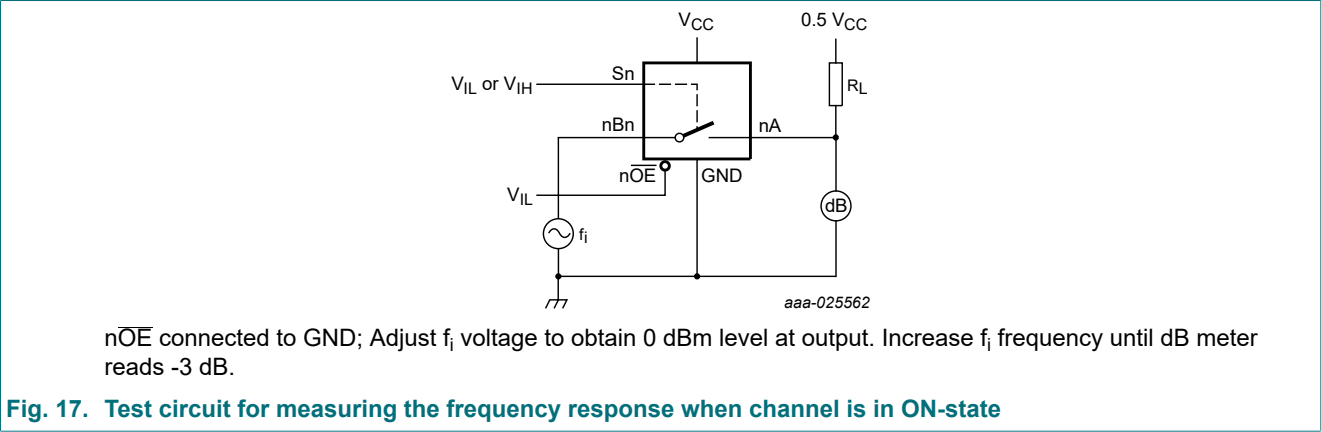 VCC
0.5 VCC
Sn
VIL or VIH
RL
nBn
nA
nOE
GND
VIL
dB
fi
aaa-025562
nOE connected to GND; Adjust fi voltage to obtain 0 dBm level at output. Increase fi frequency until dB meter
reads -3 dB.
Fig. 17. Test circuit for measuring the frequency response when channel is in ON-state